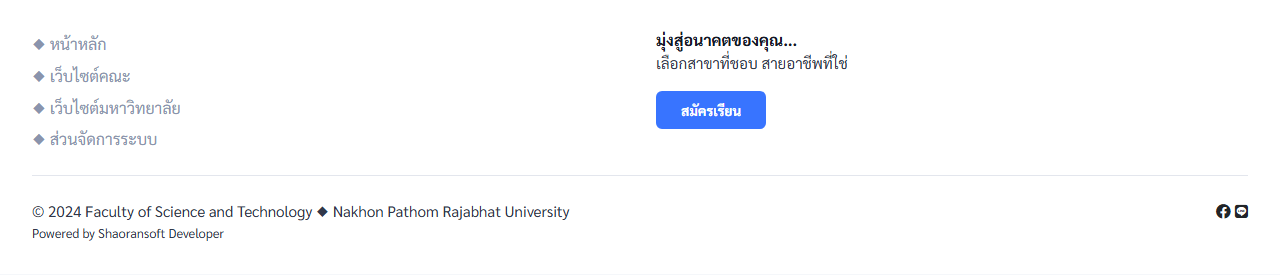 ◆ หน้าหลัก
◆ เว็บไซต์คณะ
◆ เว็บไซต์มหาวิทยาลัย
◆ ส่วนจัดการระบบ
มุ่งสู่อนาคตของคุณ...
เลือกสาขาที่ชอบ สายอาชีพที่ใช่
สมัครเรียน
© 2024 Faculty of Science and Technology ◆ Nakhon Pathom Rajabhat University
Powered by Shaoransoft Developer